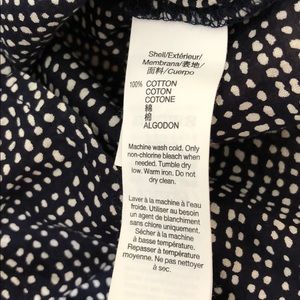 Shell/Extérieur/
Membrana/表地/
面料/Cuerpo
100% COTTON
COTON
COTONE
綿
棉
ALGODON
Machine wash cold. Only
non-chlorine bleach when
needed. Tumble dry
low. Warm iron. Do not
dry clean.
Laver à la machine à l'eau
froide. Utiliser au besoin
un agent de blanchiment
sans chlore uniquement.
Sécher à la machine
à basse température.
Repasser à température
moyenne. Ne pas nettoyer
à sec.